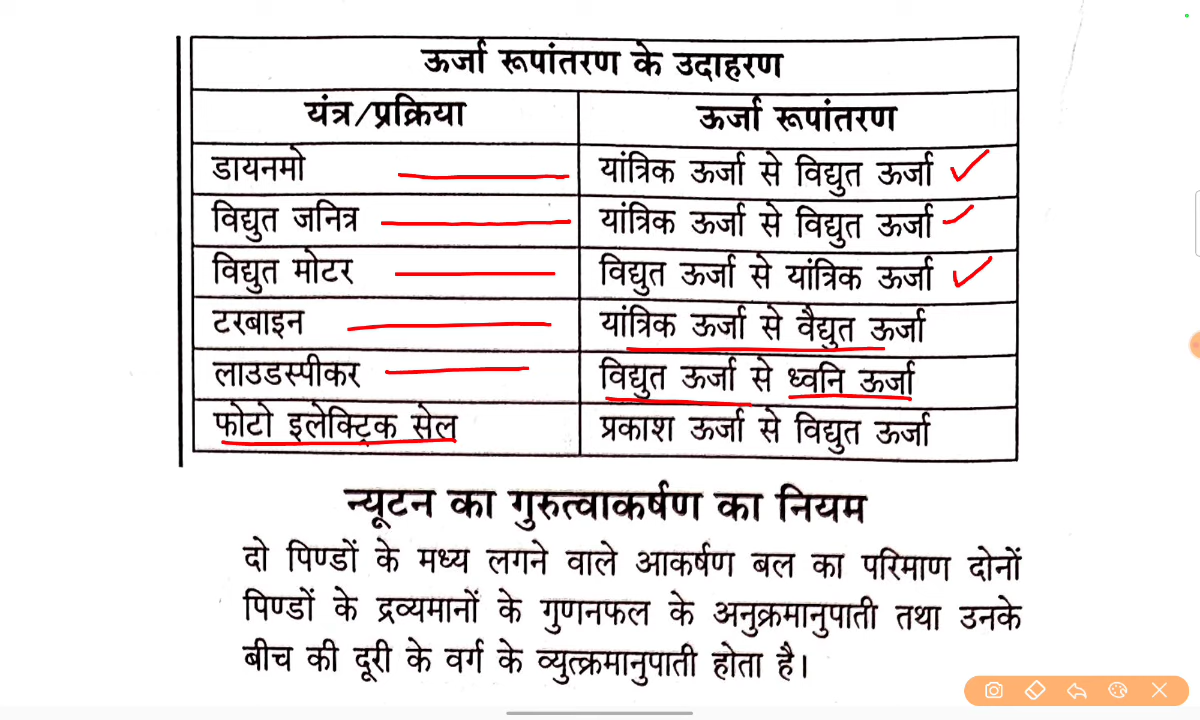 ऊर्जा रूपांतरण के उदाहरण
यंत्र/प्रक्रिया ऊर्जा रूपांतरण
डायनमो यांत्रिक ऊर्जा से विद्युत ऊर्जा
विद्युत जनित्र यांत्रिक ऊर्जा से विद्युत ऊर्जा
विद्युत मोटर विद्युत ऊर्जा से यांत्रिक ऊर्जा
टरबाइन यांत्रिक ऊर्जा से वैद्युत ऊर्जा
लाउडस्पीकर विद्युत ऊर्जा से ध्वनि ऊर्जा
फोटो इलेक्ट्रिक सेल प्रकाश ऊर्जा से विद्युत ऊर्जा
न्यूटन का गुरुत्वाकर्षण का नियम
दो पिण्डों के मध्य लगने वाले आकर्षण बल का परिमाण दोनों
पिण्डों के द्रव्यमानों के गुणनफल के अनुक्रमानुपाती तथा उनके
बीच की दूरी के वर्ग के व्युत्क्रमानुपाती होता है।